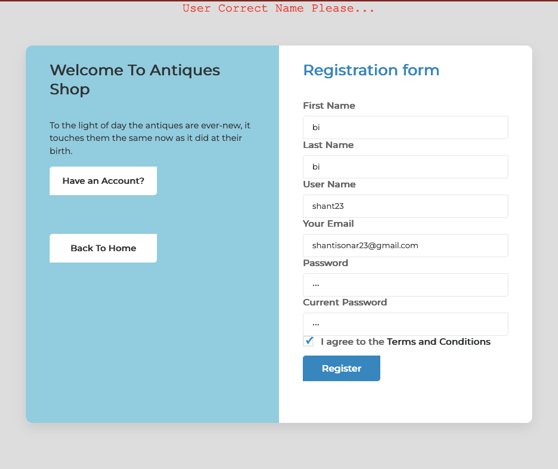 User Correct Name Please...
Welcome To Antiques
Shop
To the light of day the antiques are ever-new, it
touches them the same now as it did at their
birth.
Have an Account?
Back To Home
Registration form
First Name
bi
Last Name
bi
User Name
shant23
Your Email
shantisonar23@gmail.com
Password
...
Current Password
...
I agree to the Terms and Conditions
Register